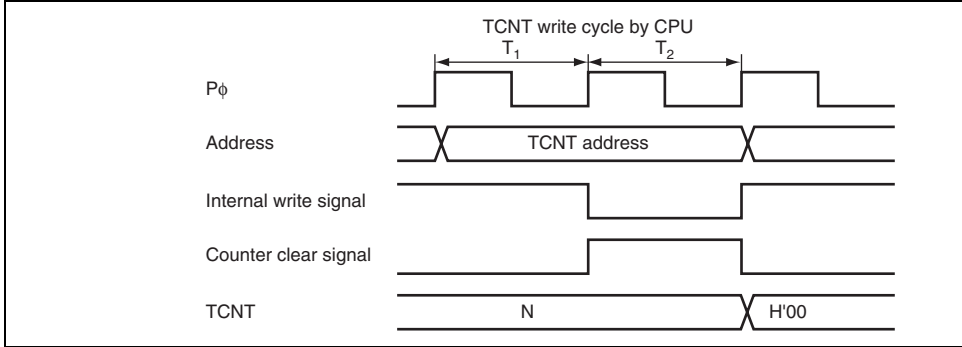 TCNT write cycle by CPU
T1 T2
Pϕ
Address TCNT address
Internal write signal
Counter clear signal
TCNT N H'00